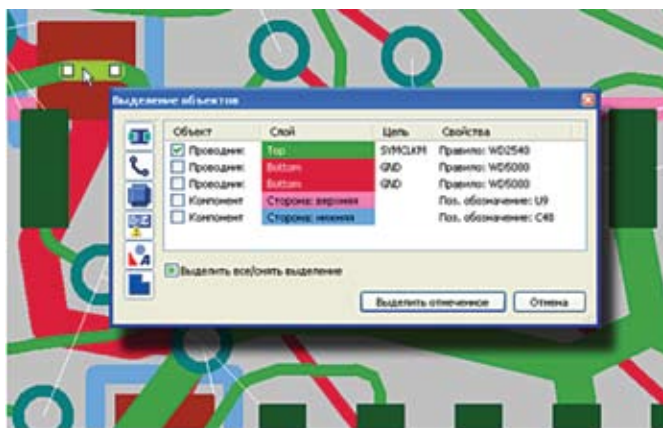 Выделение объектов
Объект Слой Цепь Свойства
Проводник Top SYMCLKM Правило: WD2540
Проводник Bottom GND Правило: WD5000
Проводник Bottom GND Правило: WD5000
Компонент Сторона: верхняя Поз. обозначение: U9
Компонент Сторона: нижняя Поз. обозначение: C48
Выделить все/снять выделение
Выделить отмеченное Отмена